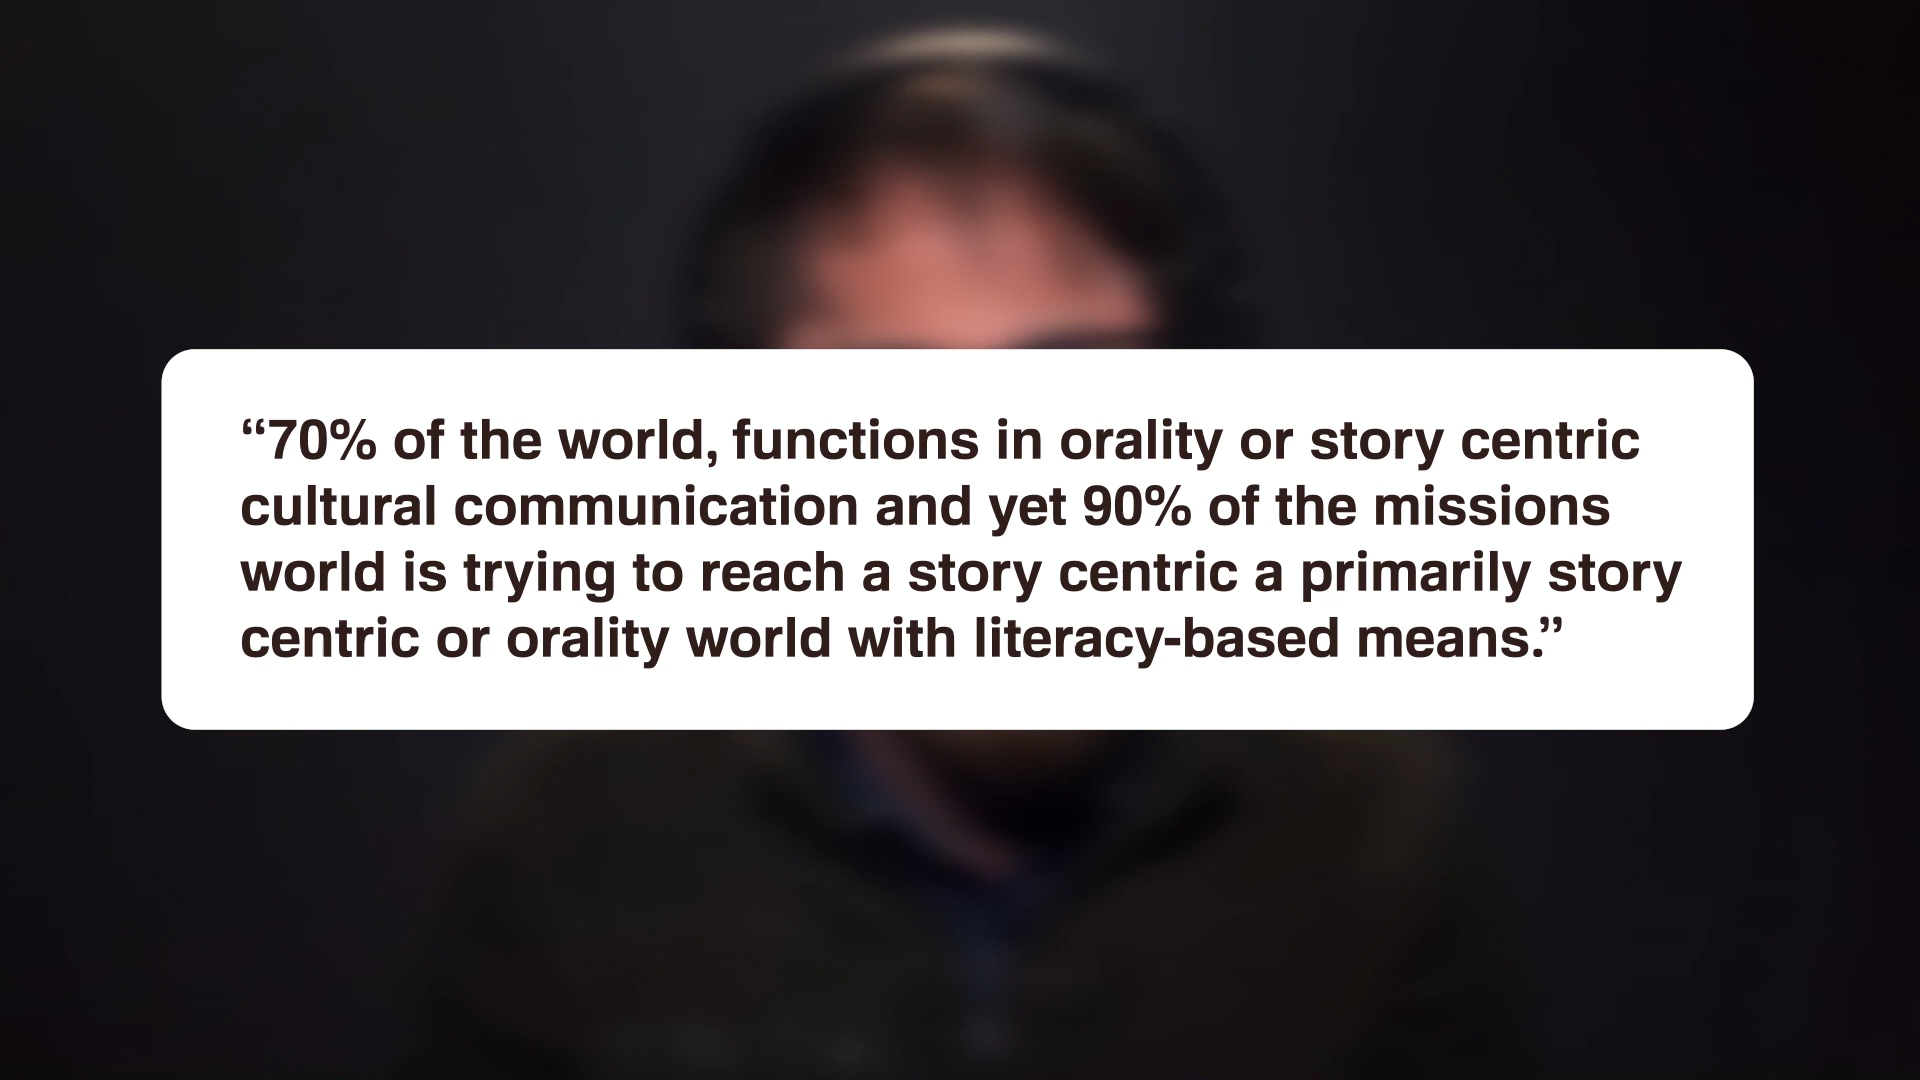 “70% of the world, functions in orality or story centric
cultural communication and yet 90% of the missions
world is trying to reach a story centric a primarily story
centric or orality world with literacy-based means.”